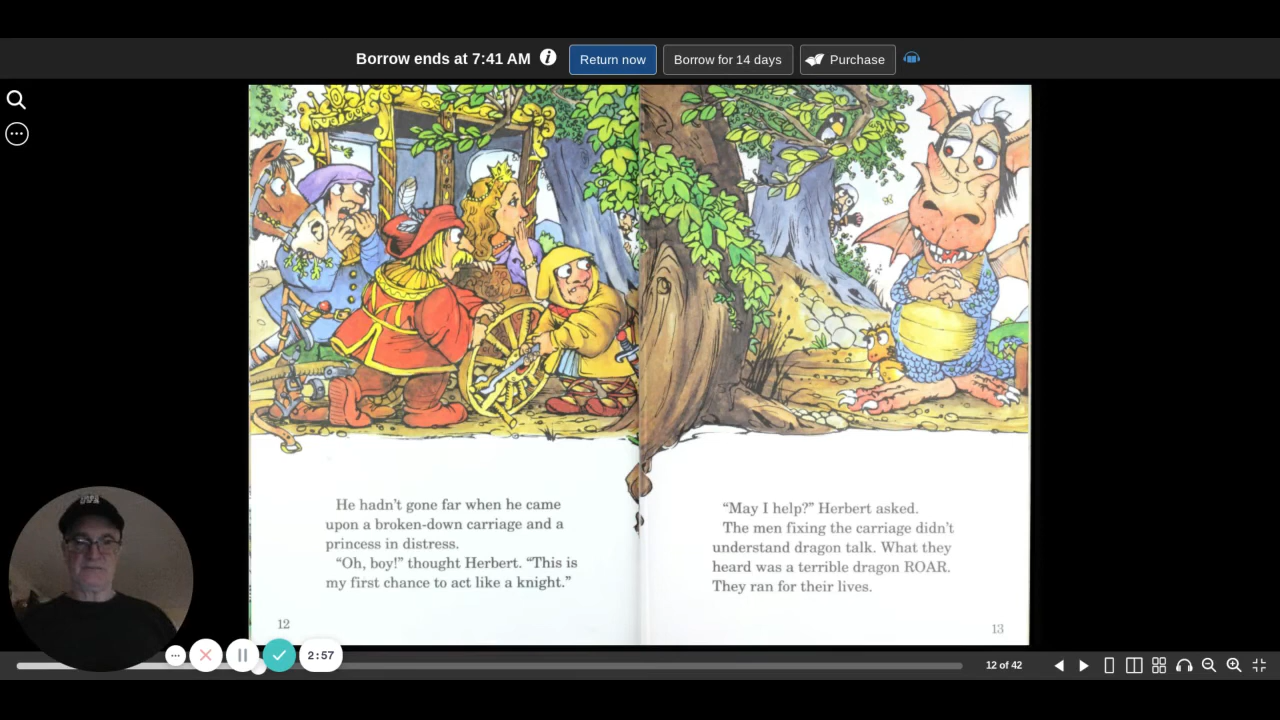 Borrow ends at 7:41 AM
Return now
Borrow for 14 days
Purchase
He hadn't gone far when he came
upon a broken-down carriage and a
princess in distress.
"Oh, boy!" thought Herbert. "This is
my first chance to act like a knight."
12
"May I help?" Herbert asked.
The men fixing the carriage didn't
understand dragon talk. What they
heard was a terrible dragon ROAR.
They ran for their lives.
13
2:57
12 of 42